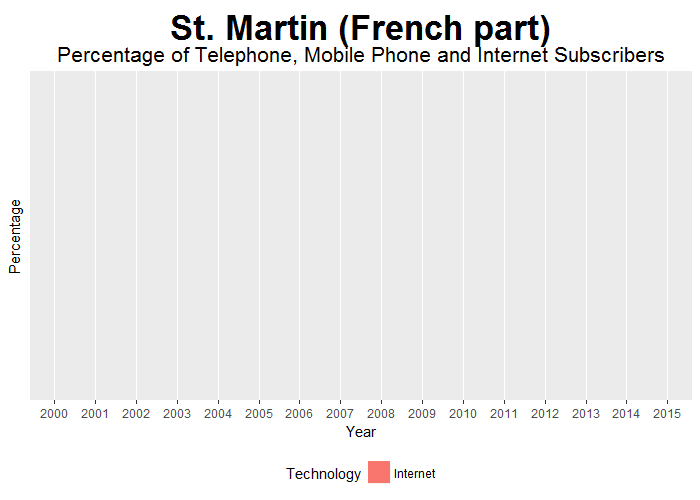 St. Martin (French part)
Percentage of Telephone, Mobile Phone and Internet Subscribers
Percentage
2000 2001 2002 2003 2004 2005 2006 2007 2008 2009 2010 2011 2012 2013 2014 2015
Year
Technology Internet